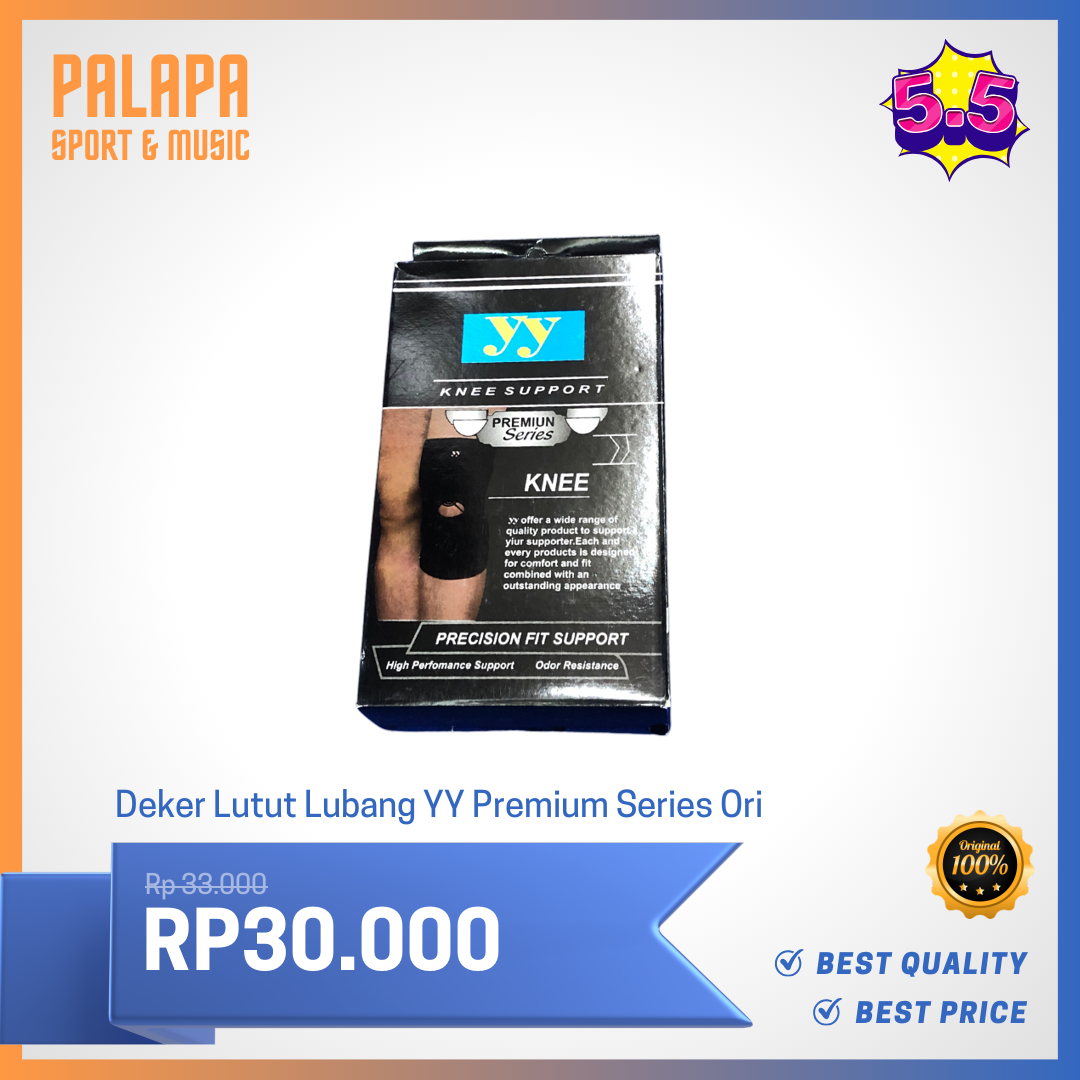 PALAPA
SPORT & MUSIC
5.5
yy
KNEE SUPPORT
PREMIUN
Series
yy
KNEE
yy offer a wide range of
quality product to support
yiur supporter.Each and
every products is designed
for comfort and fit
combined with an
outstanding appearance
PRECISION FIT SUPPORT
High Perfomance Support Odor Resistance
Deker Lutut Lubang YY Premium Series Ori
Rp 33.000
RP30.000
Original
100%
BEST QUALITY
BEST PRICE